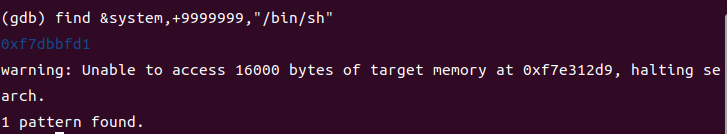 (gdb) find &system,+9999999,"/bin/sh"
0xf7dbbfd1
warning: Unable to access 16000 bytes of target memory at 0xf7e312d9, halting se
arch.
1 pattern found.